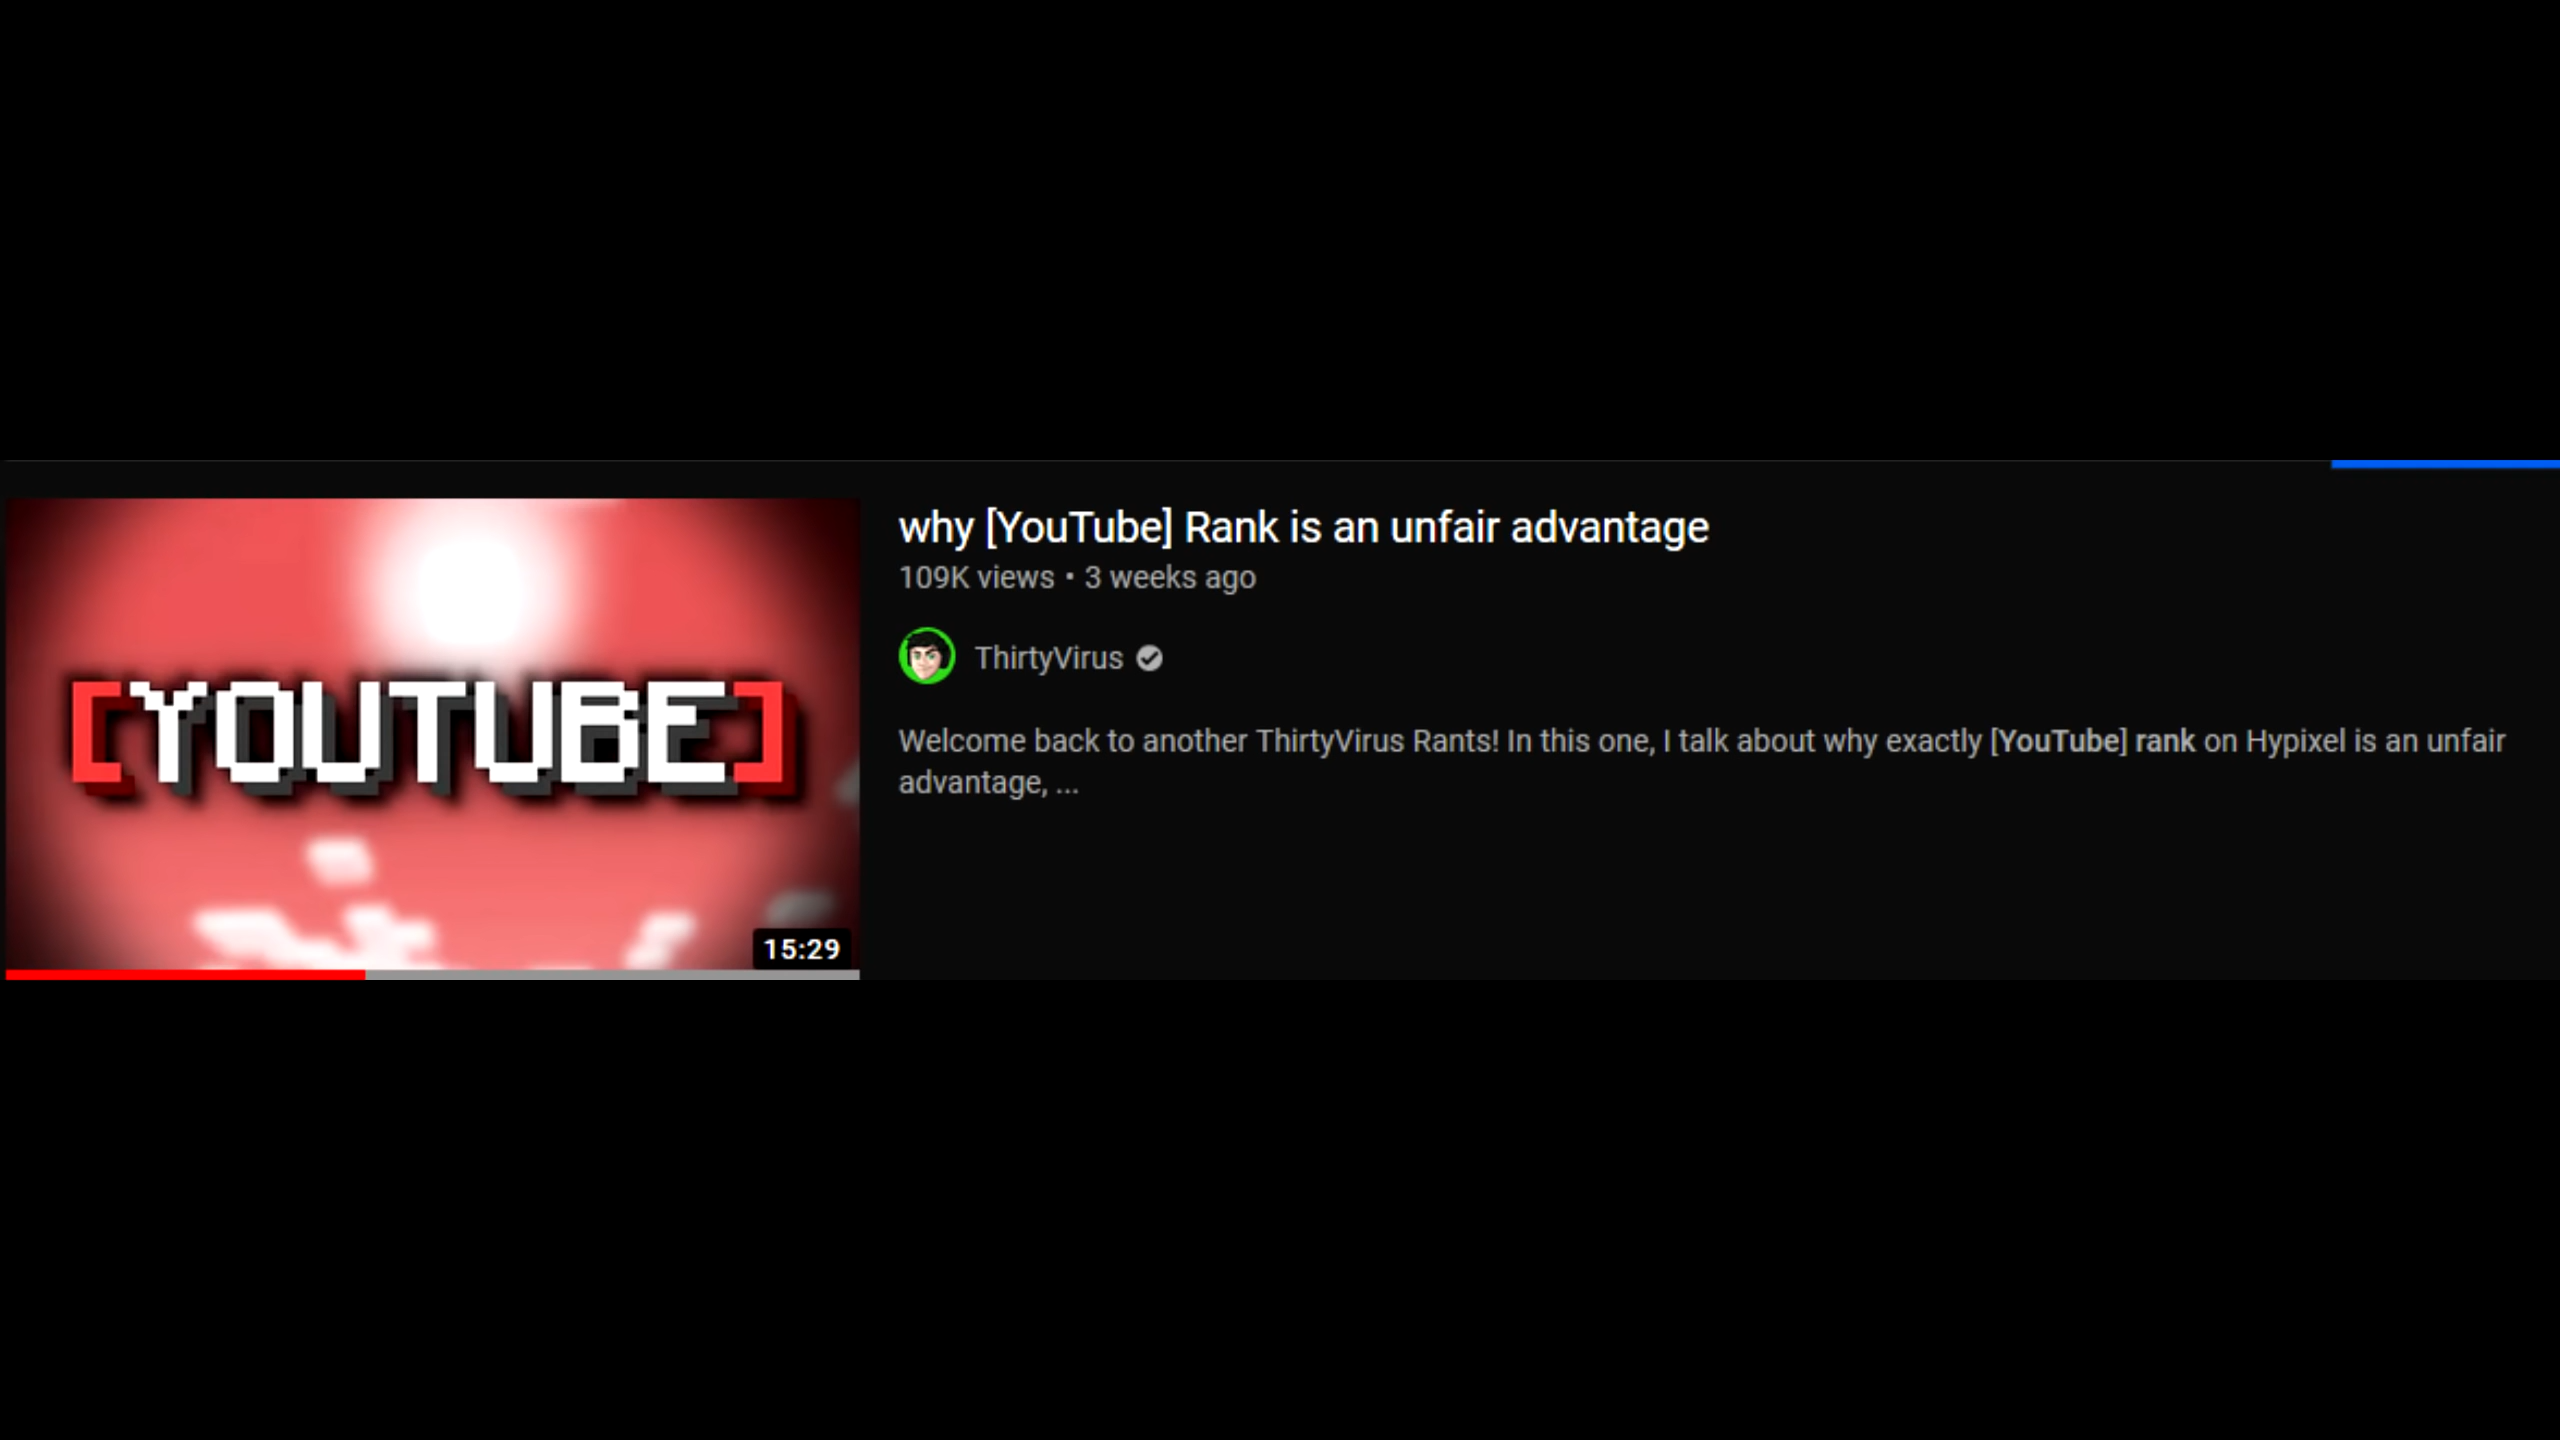 [YOUTUBE]
15:29
why [YouTube] Rank is an unfair advantage
109K views • 3 weeks ago
ThirtyVirus
Welcome back to another ThirtyVirus Rants! In this one, I talk about why exactly [YouTube] rank on Hypixel is an unfair
advantage, ...